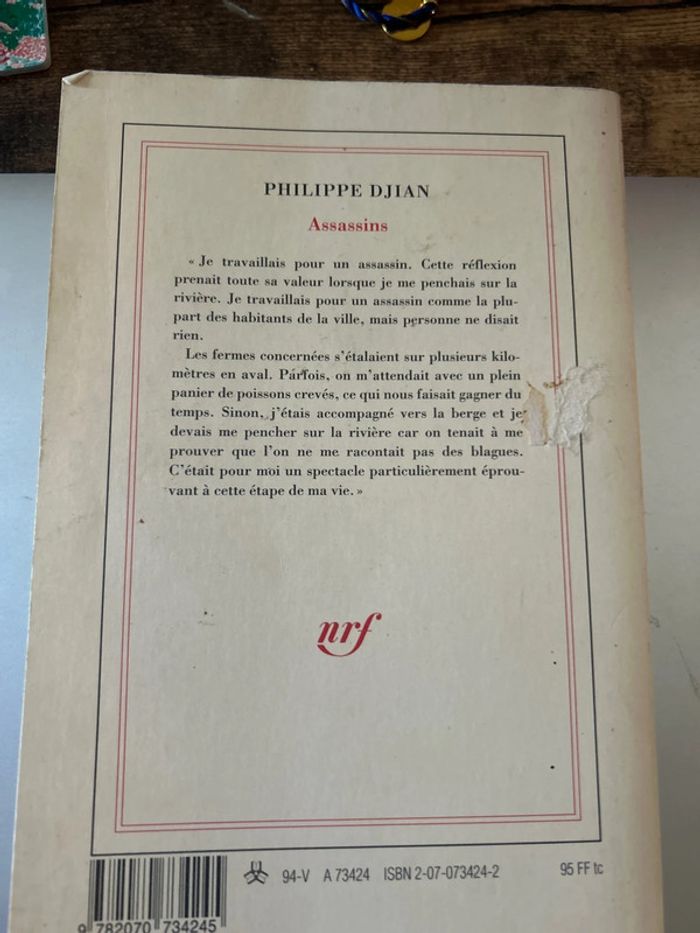 PHILIPPE DJIAN
Assassins
« Je travaillais pour un assassin. Cette réflexion
prenait toute sa valeur lorsque je me penchais sur la
rivière. Je travaillais pour un assassin comme la plu-
part des habitants de la ville, mais personne ne disait
rien.
Les fermes concernées s’étalaient sur plusieurs kilo-
mètres en aval. Parfois, on m’attendait avec un plein
panier de poissons crevés, ce qui nous faisait gagner du
temps. Sinon, j’étais accompagné vers la berge et je
devais me pencher sur la rivière car on tenait à me
prouver que l’on ne me racontait pas des blagues.
C’était pour moi un spectacle particulièrement éprou-
vant à cette étape de ma vie. »
nrf
94-V A 73424 ISBN 2-07-073424-2 95 FF tc
9 782070 734245